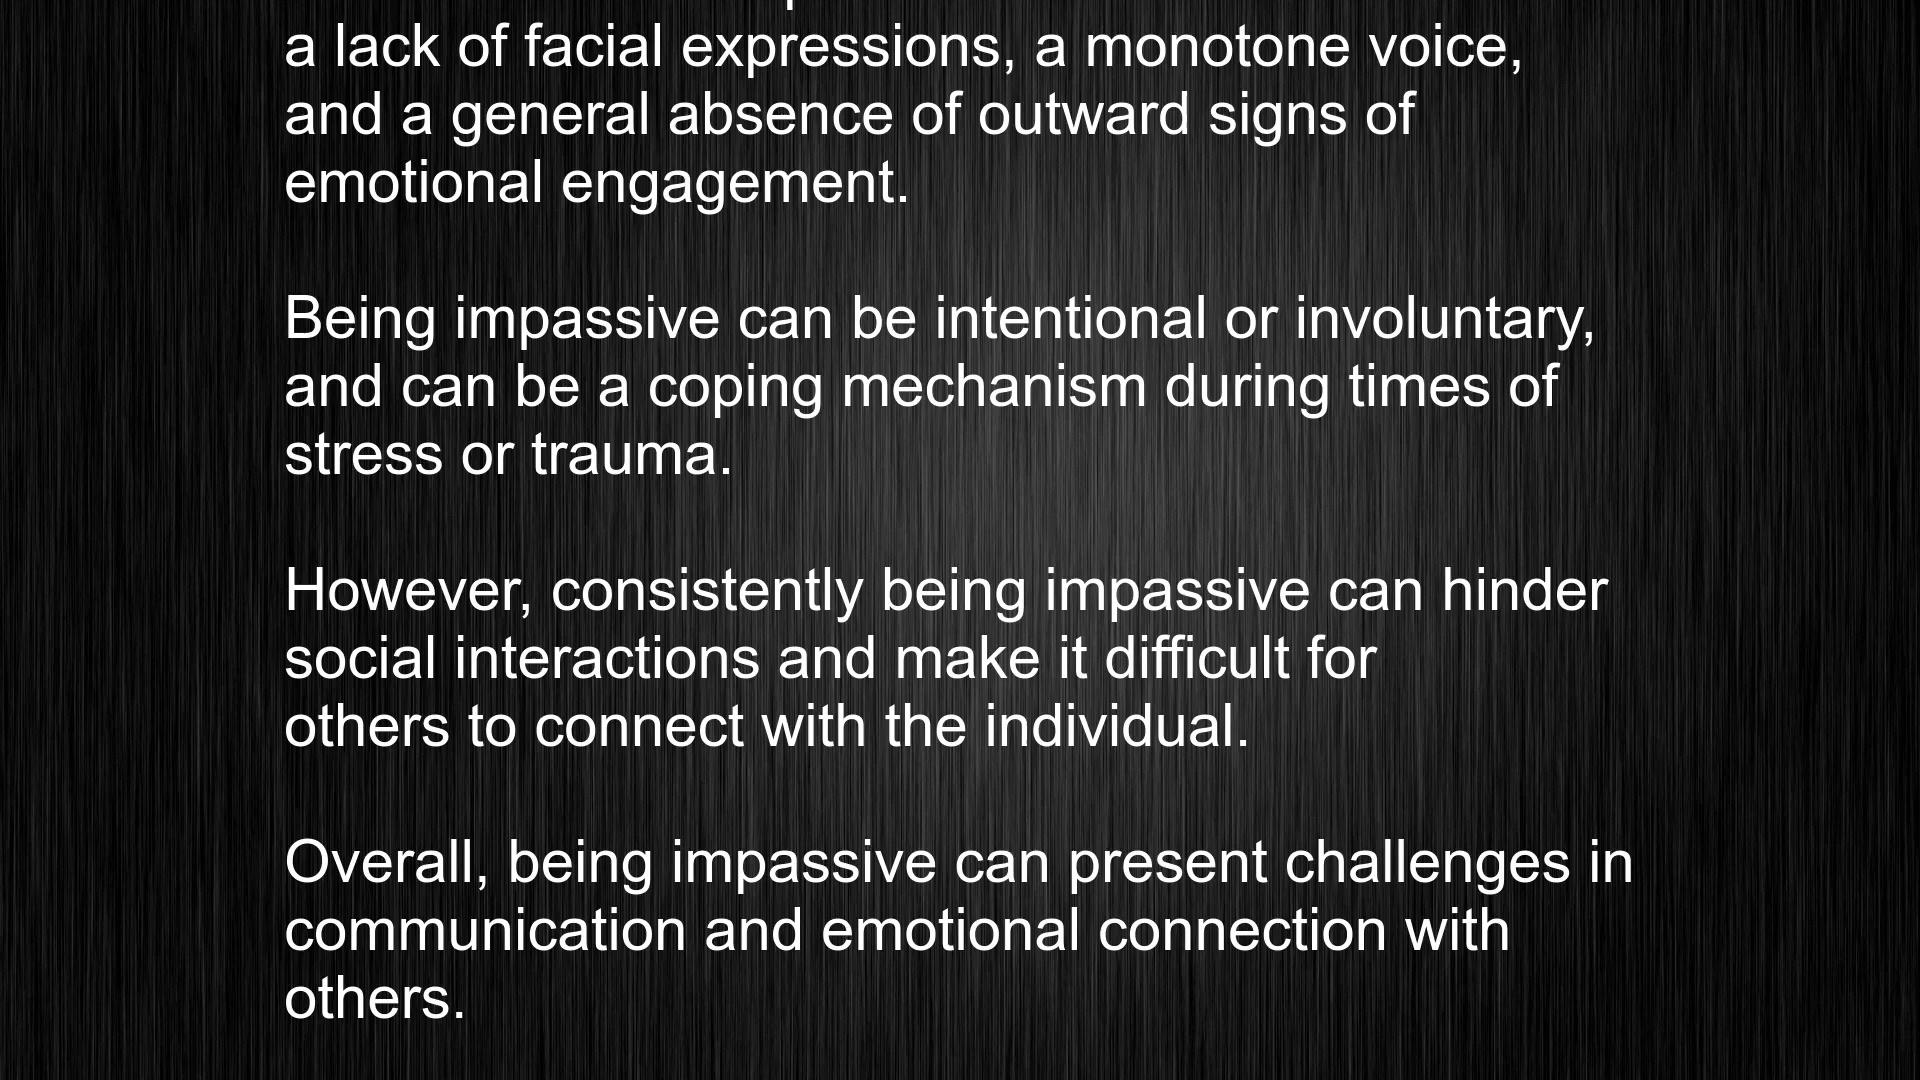 a lack of facial expressions, a monotone voice,
and a general absence of outward signs of
emotional engagement.
Being impassive can be intentional or involuntary,
and can be a coping mechanism during times of
stress or trauma.
However, consistently being impassive can hinder
social interactions and make it difficult for
others to connect with the individual.
Overall, being impassive can present challenges in
communication and emotional connection with
others.